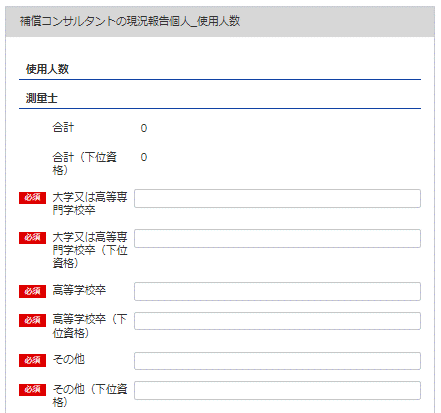 補償コンサルタントの現況報告個人_使用人数
使用人数
測量士
合計 0
合計（下位資 0
格）
必須 大学又は高等専
門学校卒
必須 大学又は高等専
門学校卒（下位
資格）
必須 高等学校卒
必須 高等学校卒（下
位資格）
必須 その他
必須 その他（下位資
格）